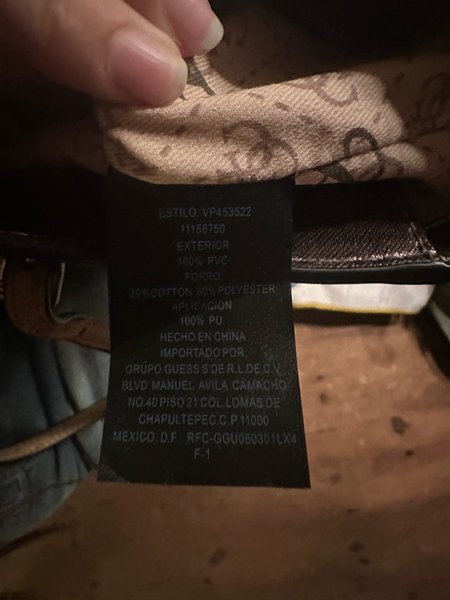 ESTILO. VP453522
11156750
EXTERIOR
100% PVC
FORRO.
20%COTTON 80% POLYESTER
APLICACION
100% PU
HECHO EN CHINA
IMPORTADO POR.
GRUPO GUESS S DE R.L.DE C.V.
BLVD MANUEL AVILA CAMACHO
NO.40 PISO 21 COL.LOMAS DE
CHAPULTEPEC.C.P.11000
MEXICO. D.F RFC-GGU060301LX4
F-1